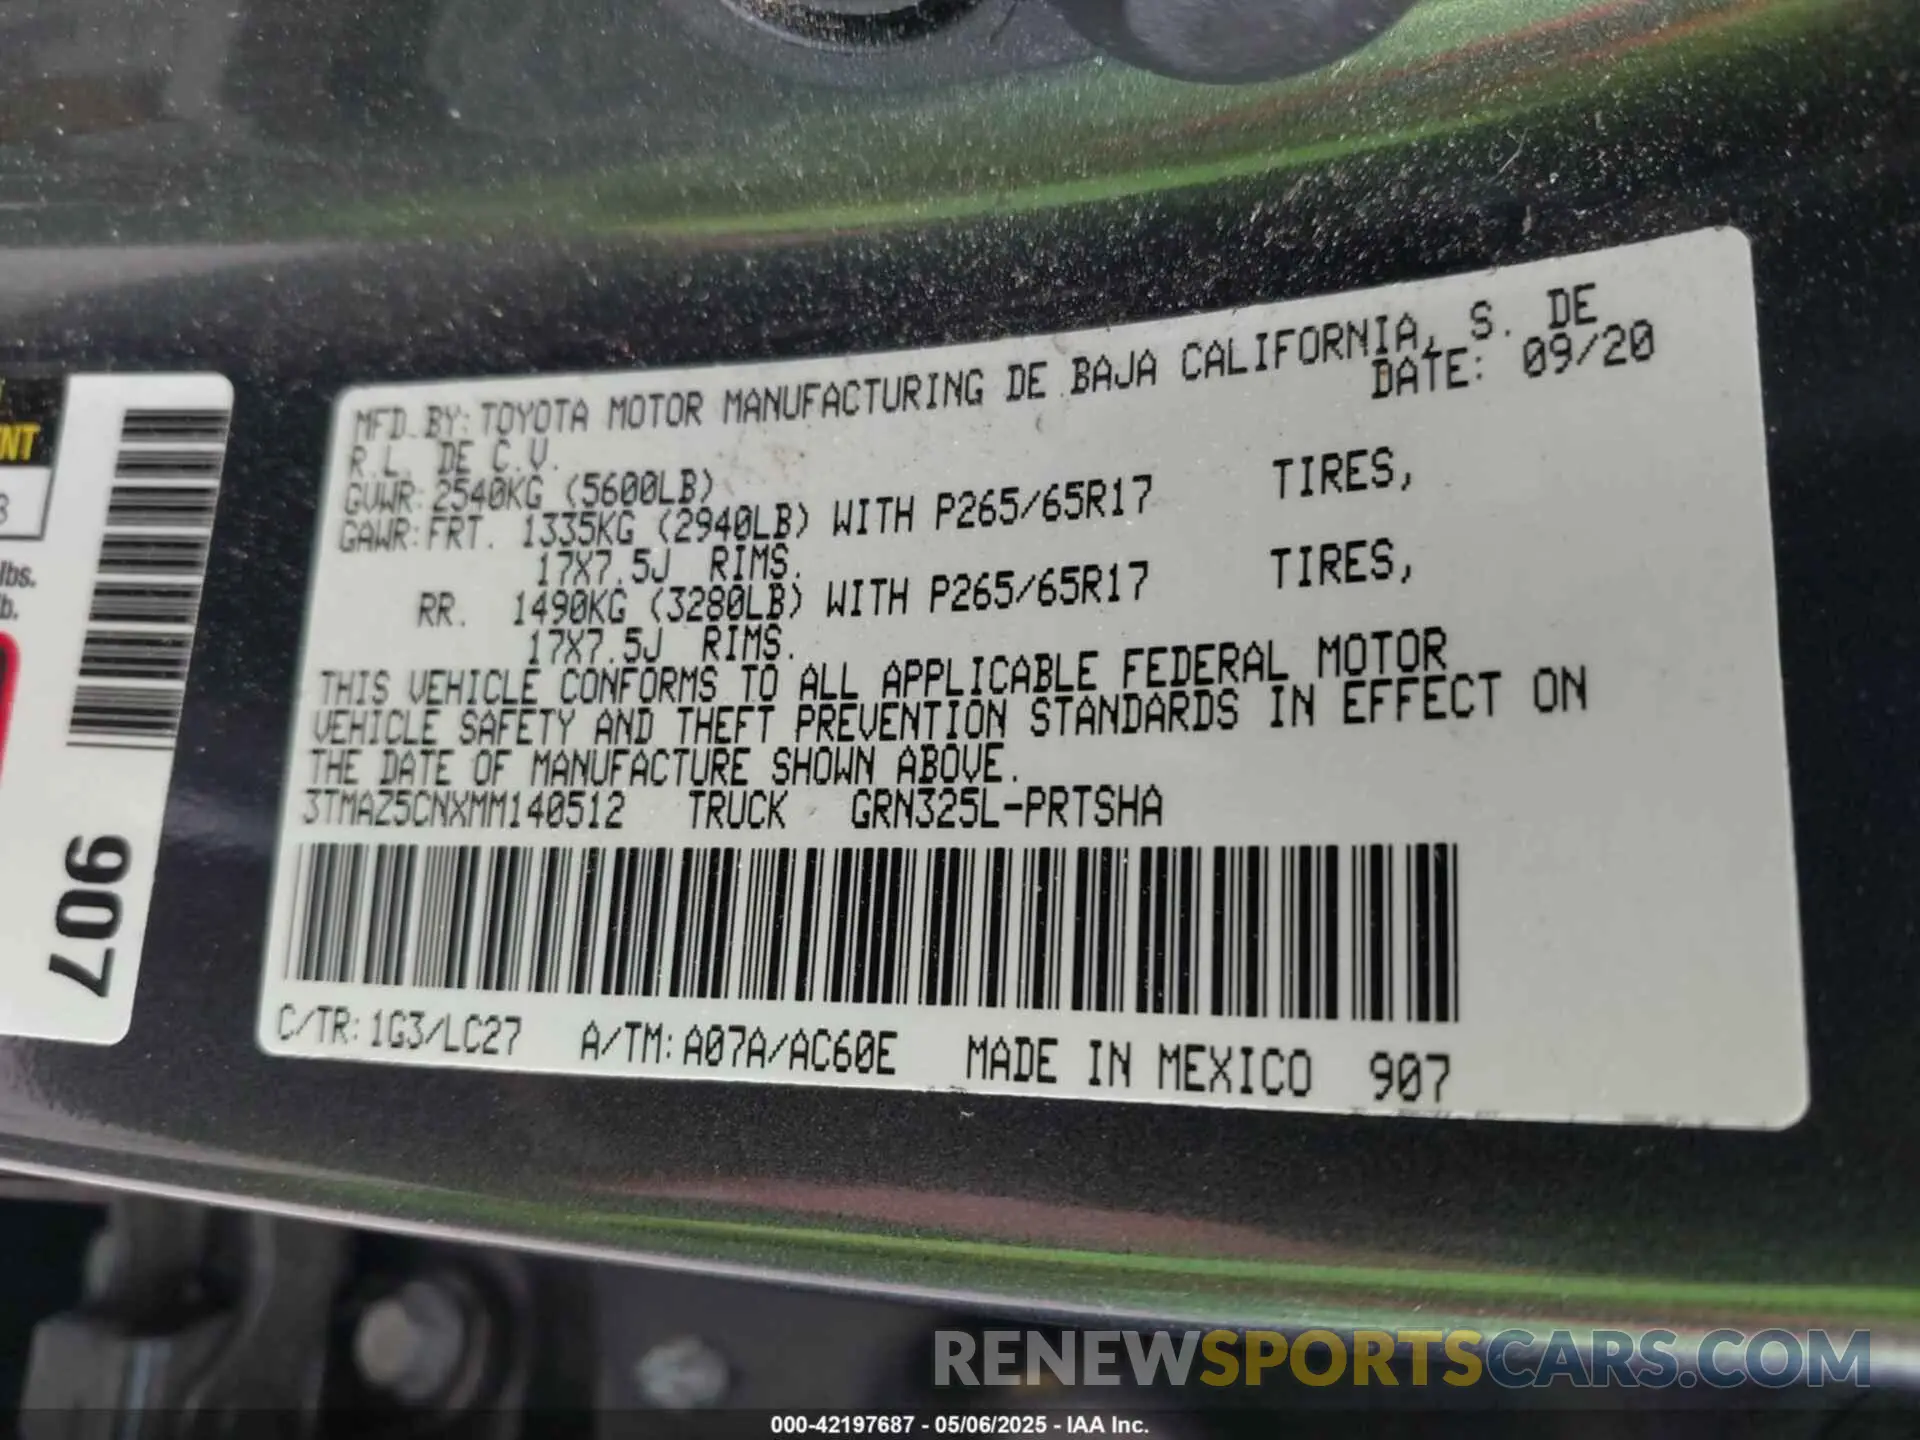 MFD. BY: TOYOTA MOTOR MANUFACTURING DE BAJA CALIFORNIA, S. DE
R.L. DE C.V.
DATE: 09/20
GVWR: 2540KG (5600LB)
GAWR: FRT. 1335KG (2940LB) WITH P265/65R17 TIRES,
17X7.5J RIMS.
RR. 1490KG (3280LB) WITH P265/65R17 TIRES,
17X7.5J RIMS.
THIS VEHICLE CONFORMS TO ALL APPLICABLE FEDERAL MOTOR
VEHICLE SAFETY AND THEFT PREVENTION STANDARDS IN EFFECT ON
THE DATE OF MANUFACTURE SHOWN ABOVE.
3TMAZ5CNXMM140512 TRUCK GRN325L-PRTSHA
C/TR: 1G3/LC27 A/TM: A07A/AC60E MADE IN MEXICO 907
NT
lbs.
lb.
907
RENEWSPORTSCARS.COM
000-42197687 - 05/06/2025 - IAA Inc.